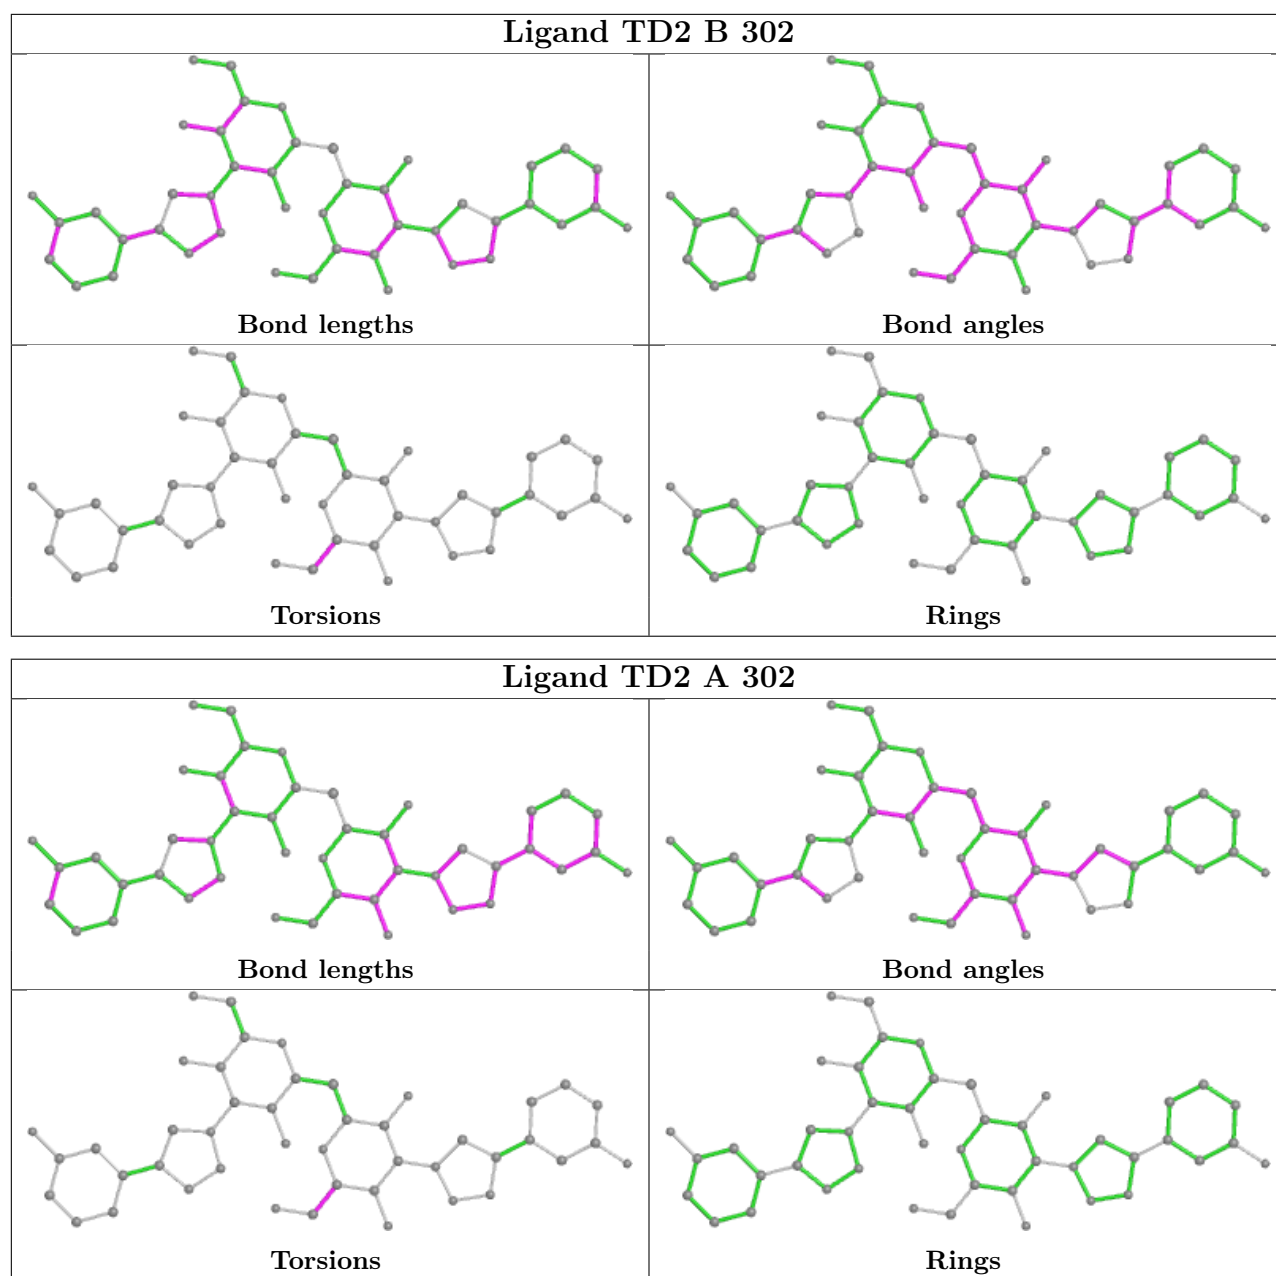 Ligand TD2 B 302
Bond lengths
Bond angles
Torsions
Rings
Ligand TD2 A 302
Bond lengths
Bond angles
Torsions
Rings